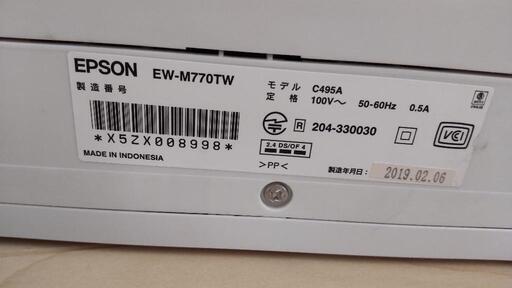 EPSON EW-M770TW
製造番号
*X5ZX008998*
MADE IN INDONESIA
モデル C495A
定格 100V～ 50-60Hz 0.5A
R 204-330030
VCI
2.4 DS/OF 4
>PP<
製造年月日: 2019.02.06